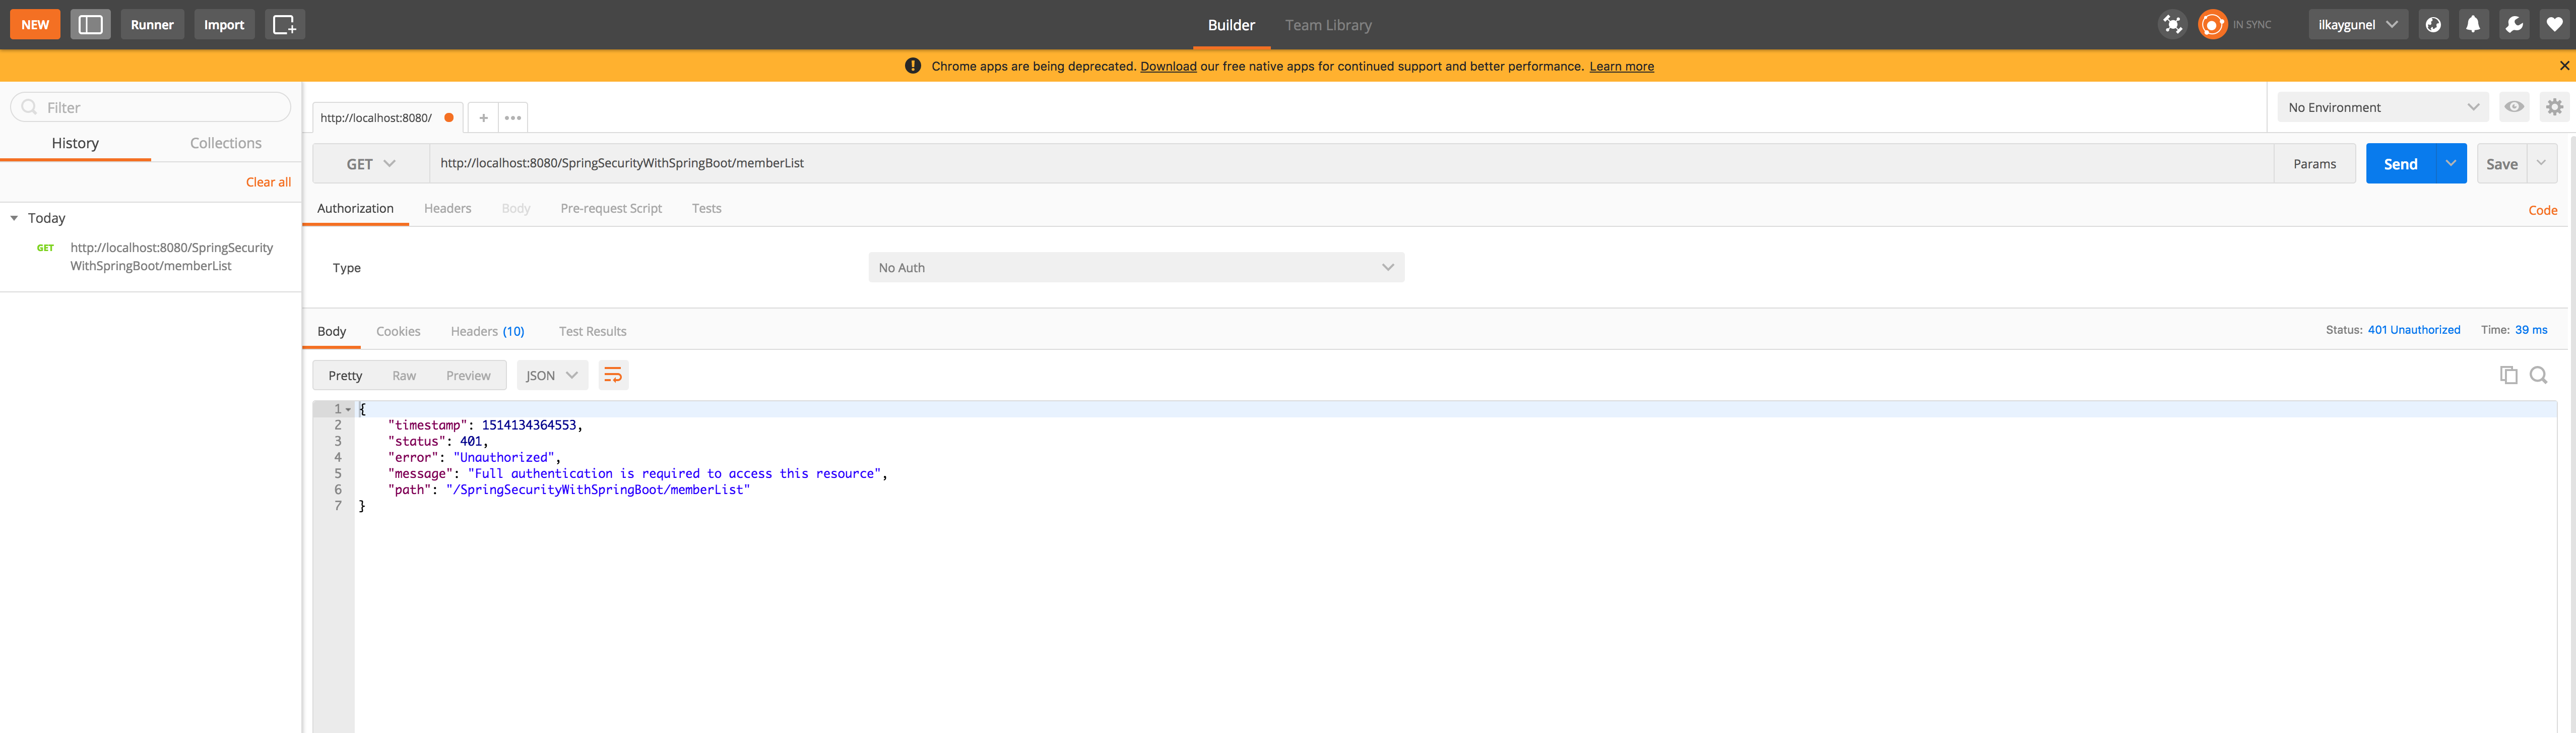 NEW Runner Import Builder Team Library IN SYNC ilkaygunel
Chrome apps are being deprecated. Download our free native apps for continued support and better performance. Learn more
Filter
History Collections
Clear all
Today
GET http://localhost:8080/SpringSecurity
WithSpringBoot/memberList
http://localhost:8080/ + •••
No Environment
GET http://localhost:8080/SpringSecurityWithSpringBoot/memberList Params Send Save
Authorization Headers Body Pre-request Script Tests Code
Type No Auth
Body Cookies Headers (10) Test Results Status: 401 Unauthorized Time: 39 ms
Pretty Raw Preview JSON
1 {
2 "timestamp": 1514134364553,
3 "status": 401,
4 "error": "Unauthorized",
5 "message": "Full authentication is required to access this resource",
6 "path": "/SpringSecurityWithSpringBoot/memberList"
7 }